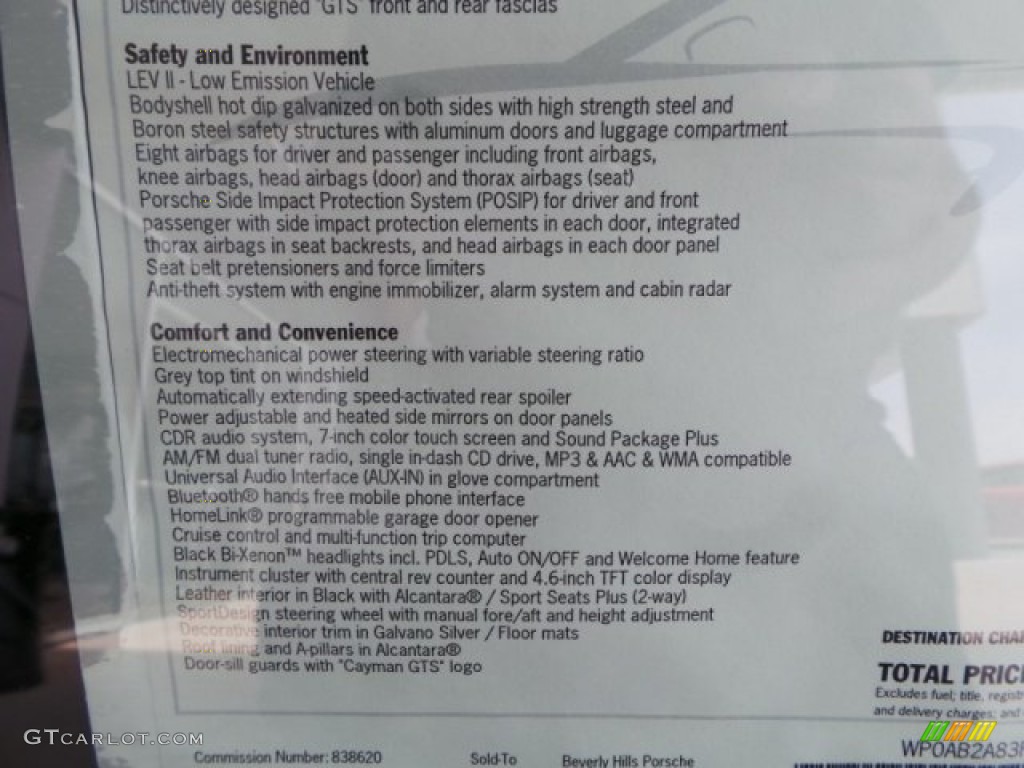 Distinctively designed "GTS" front and rear fascias
Safety and Environment
LEV II - Low Emission Vehicle
Bodyshell hot dip galvanized on both sides with high strength steel and
Boron steel safety structures with aluminum doors and luggage compartment
Eight airbags for driver and passenger including front airbags,
knee airbags, head airbags (door) and thorax airbags (seat)
Porsche Side Impact Protection System (POSIP) for driver and front
passenger with side impact protection elements in each door, integrated
thorax airbags in seat backrests, and head airbags in each door panel
Seat belt pretensioners and force limiters
Anti-theft system with engine immobilizer, alarm system and cabin radar
Comfort and Convenience
Electromechanical power steering with variable steering ratio
Grey top tint on windshield
Automatically extending speed-activated rear spoiler
Power adjustable and heated side mirrors on door panels
CDR audio system, 7-inch color touch screen and Sound Package Plus
AM/FM dual tuner radio, single in-dash CD drive, MP3 & AAC & WMA compatible
Universal Audio Interface (AUX-IN) in glove compartment
Bluetooth® hands free mobile phone interface
HomeLink® programmable garage door opener
Cruise control and multi-function trip computer
Black Bi-Xenon™ headlights incl. PDLS, Auto ON/OFF and Welcome Home feature
Instrument cluster with central rev counter and 4.6-inch TFT color display
Leather interior in Black with Alcantara® / Sport Seats Plus (2-way)
SportDesign steering wheel with manual fore/aft and height adjustment
Decorative interior trim in Galvano Silver / Floor mats
Roof lining and A-pillars in Alcantara®
Door-sill guards with "Cayman GTS" logo
DESTINATION CHA
TOTAL PRIC
Excludes fuel; title, registr
and delivery charges; and
GTCARLOT.COM
Commission Number: 838620
Sold-To
Beverly Hills Porsche
WP0AB2A83